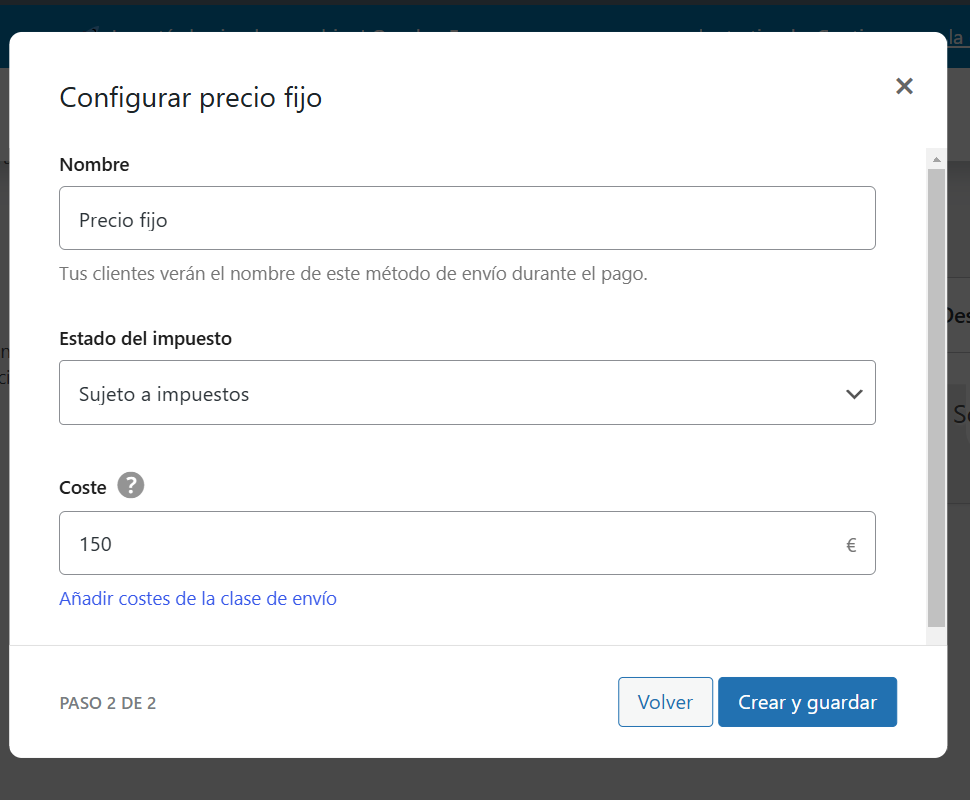 Configurar precio fijo
Nombre
Precio fijo
Tus clientes verán el nombre de este método de envío durante el pago.
Estado del impuesto
Sujeto a impuestos
Coste ?
150 €
Añadir costes de la clase de envío
PASO 2 DE 2
Volver
Crear y guardar